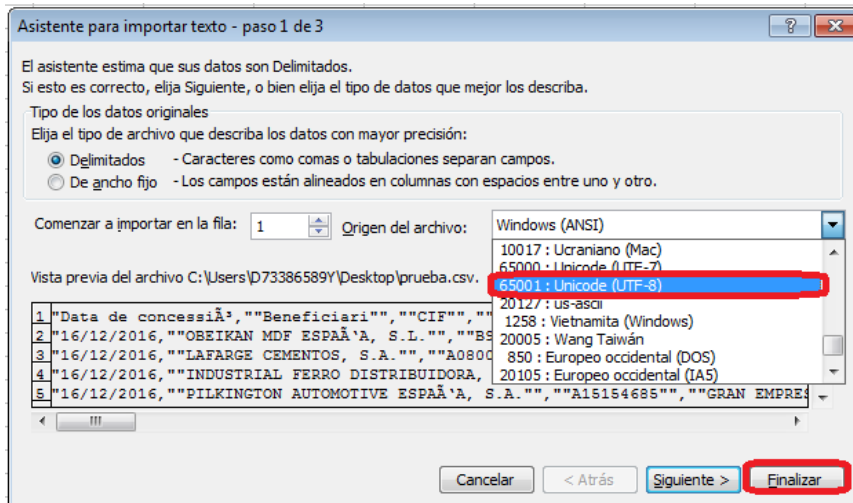 Asistente para importar texto - paso 1 de 3
El asistente estima que sus datos son Delimitados.
Si esto es correcto, elija Siguiente, o bien elija el tipo de datos que mejor los describa.
Tipo de los datos originales
Elija el tipo de archivo que describa los datos con mayor precisión:
Delimitados - Caracteres como comas o tabulaciones separan campos.
De ancho fijo - Los campos están alineados en columnas con espacios entre uno y otro.
Comenzar a importar en la fila: 1 Origen del archivo: Windows (ANSI)
10017 : Ucraniano (Mac)
65000 : Unicode (UTF-7)
65001 : Unicode (UTF-8)
20127 : us-ascii
1258 : Vietnamita (Windows)
20005 : Wang Taiwán
850 : Europeo occidental (DOS)
20105 : Europeo occidental (IA5)
Vista previa del archivo C:\Users\D73386589Y\Desktop\prueba.csv.
1 "Data de concessiÃ³,""Beneficiari"",""CIF"",""
2 "16/12/2016,""OBEIKAN MDF ESPAÃ‘A, S.L."",""B9
3 "16/12/2016,""LAFARGE CEMENTOS, S.A."",""A0800
4 "16/12/2016,""INDUSTRIAL FERRO DISTRIBUIDORA,
5 "16/12/2016,""PILKINGTON AUTOMOTIVE ESPAÃ‘A, S.A."",""A15154685"",""GRAN EMPRES
Cancelar < Atrás Siguiente > Finalizar